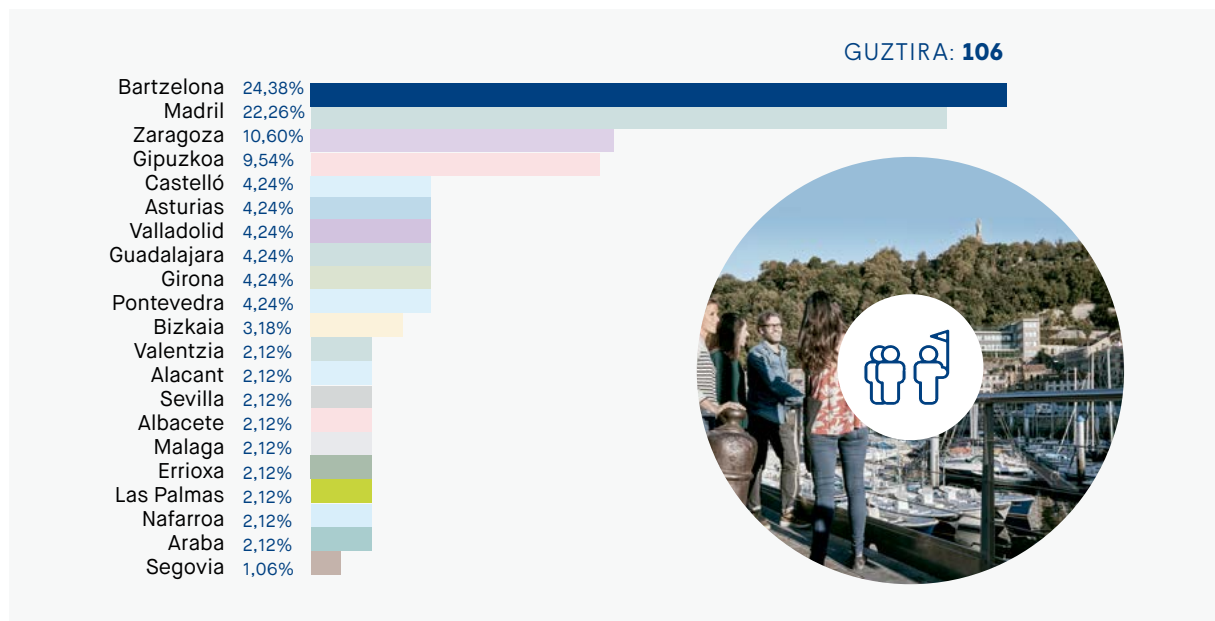 GUZTIRA: 106
Bartzelona 24,38%
Madril 22,26%
Zaragoza 10,60%
Gipuzkoa 9,54%
Castelló 4,24%
Asturias 4,24%
Valladolid 4,24%
Guadalajara 4,24%
Girona 4,24%
Pontevedra 4,24%
Bizkaia 3,18%
Valentzia 2,12%
Alacant 2,12%
Sevilla 2,12%
Albacete 2,12%
Malaga 2,12%
Errioxa 2,12%
Las Palmas 2,12%
Nafarroa 2,12%
Araba 2,12%
Segovia 1,06%